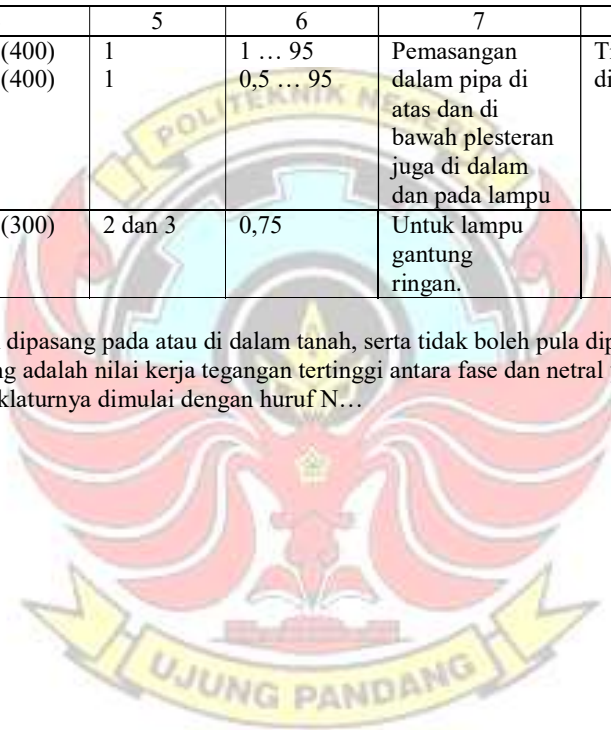 5 6 7
(400) 1 1 … 95 Pemasangan
(400) 1 0,5 … 95 dalam pipa di
atas dan di
bawah plesteran
juga di dalam
dan pada lampu
(300) 2 dan 3 0,75 Untuk lampu
gantung
ringan.
dipasang pada atau di dalam tanah, serta tidak boleh pula
adalah nilai kerja tegangan tertinggi antara fase dan netral
dimulai dengan huruf N…
POLITEKNIK NEGERI
UJUNG PANDANG